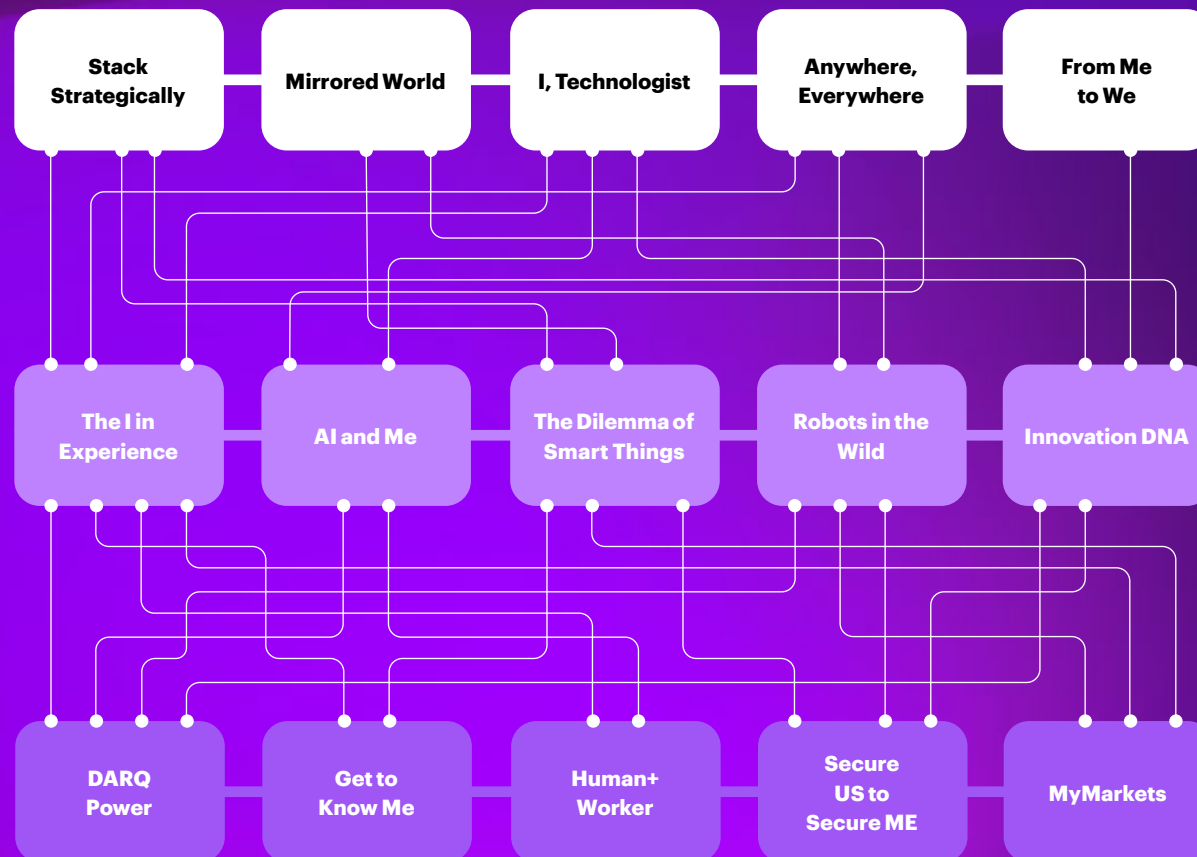 Stack
Strategically
Mirrored World
I, Technologist
Anywhere,
Everywhere
From Me
to We
The I in
Experience
AI and Me
The Dilemma of
Smart Things
Robots in the
Wild
Innovation DNA
DARQ
Power
Get to
Know Me
Human+
Worker
Secure
US to
Secure ME
MyMarkets